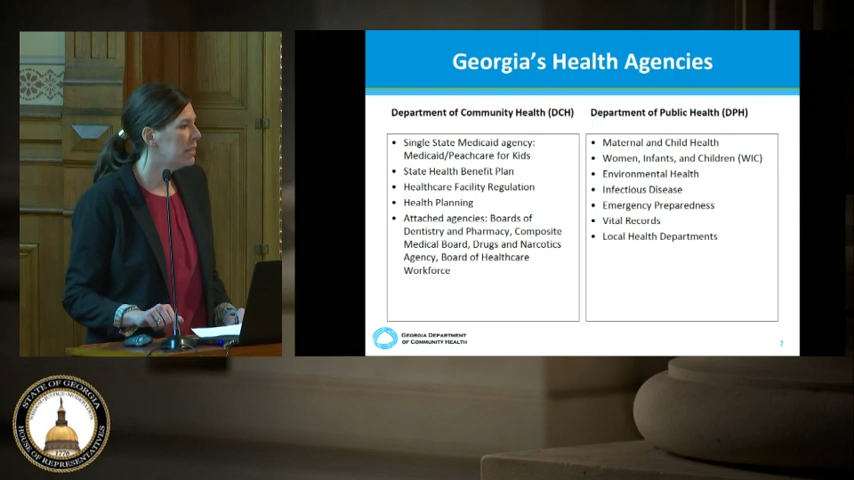 Georgia's Health Agencies
Department of Community Health (DCH)
• Single State Medicaid agency:
Medicaid/Peachcare for Kids
• State Health Benefit Plan
• Healthcare Facility Regulation
• Health Planning
• Attached agencies: Boards of
Dentistry and Pharmacy, Composite
Medical Board, Drugs and Narcotics
Agency, Board of Healthcare
Workforce
Department of Public Health (DPH)
• Maternal and Child Health
• Women, Infants, and Children (WIC)
• Environmental Health
• Infectious Disease
• Emergency Preparedness
• Vital Records
• Local Health Departments
GEORGIA DEPARTMENT
OF COMMUNITY HEALTH
2
STATE OF GEORGIA
HOUSE OF REPRESENTATIVES
1776